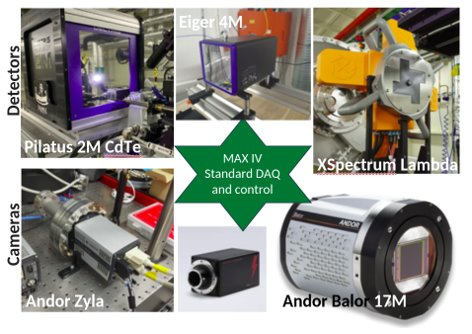 Detectors
Pilatus 2M CdTe
Eiger 4M
XSpectrum Lambda
MAX IV
Standard DAQ
and control
Cameras
Andor Zyla
ANDOR
Andor Balor 17M